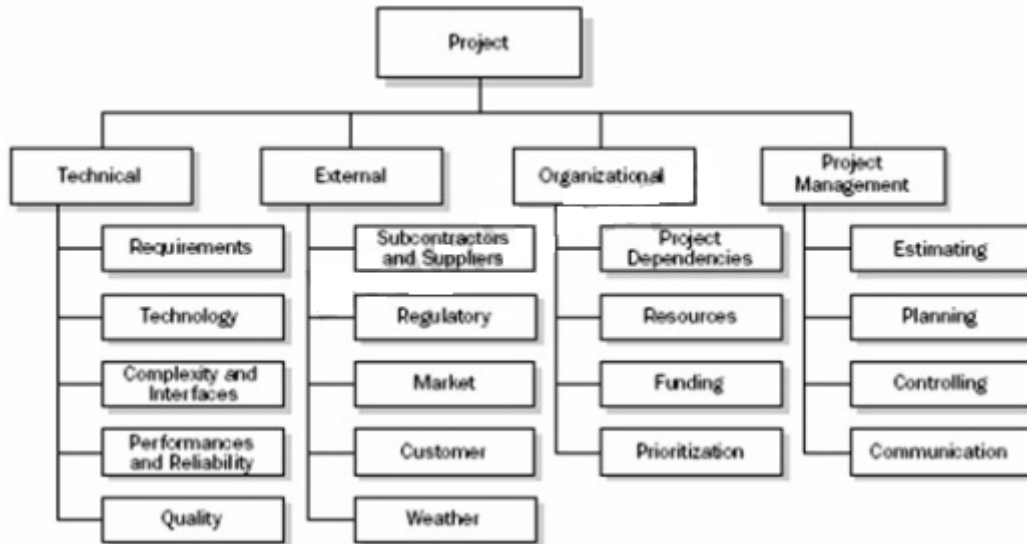 Project
Technical
External
Organizational
Project
Management
Requirements
Technology
Complexity and
Interfaces
Performances
and Reliability
Quality
Subcontractors
and Suppliers
Regulatory
Market
Customer
Weather
Project
Dependencies
Resources
Funding
Prioritization
Estimating
Planning
Controlling
Communication